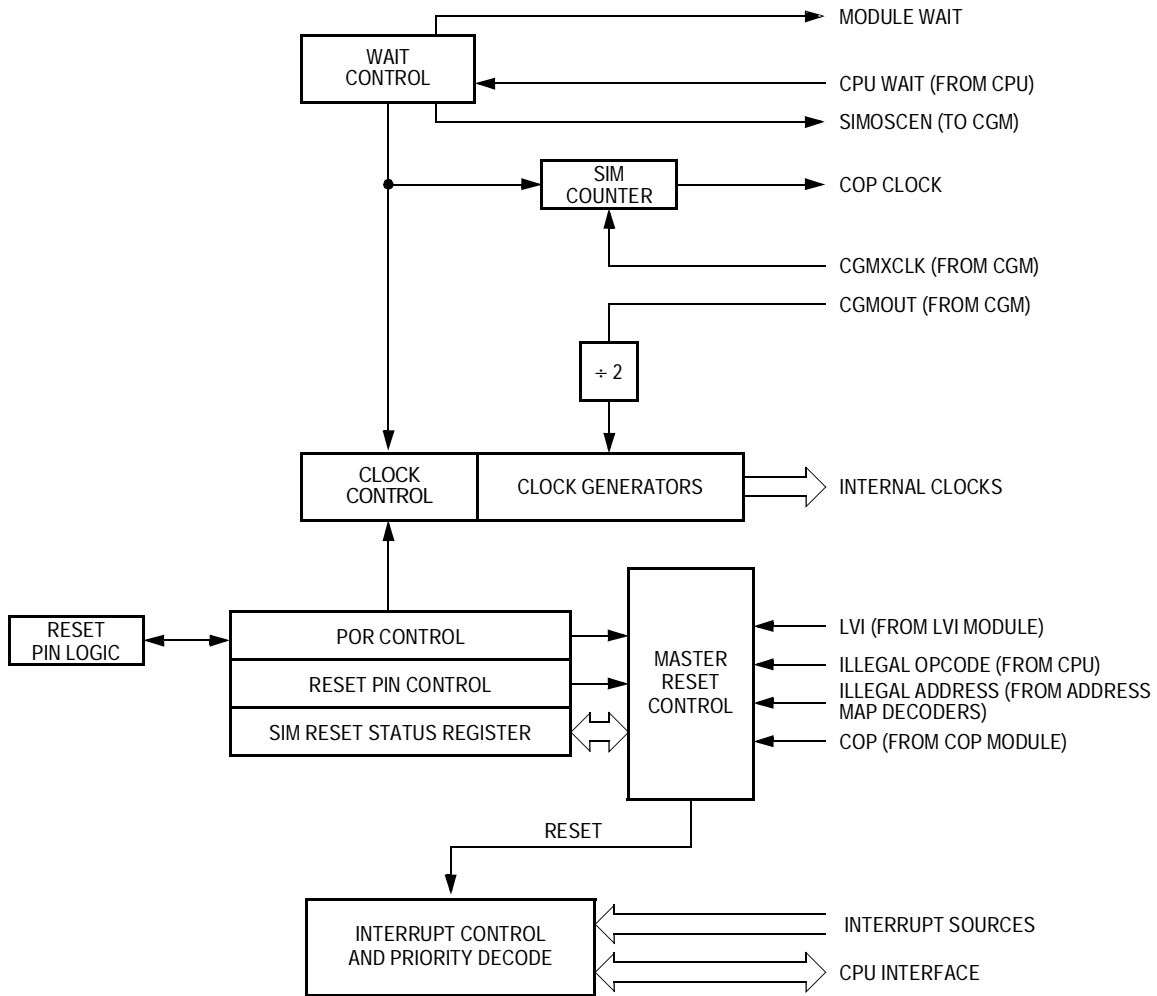 MODULE WAIT
WAIT
CONTROL
CPU WAIT (FROM CPU)
SIMOSCEN (TO CGM)
SIM
COUNTER
COP CLOCK
CGMXCLK (FROM CGM)
CGMOUT (FROM CGM)
÷ 2
CLOCK
CONTROL
CLOCK GENERATORS
INTERNAL CLOCKS
RESET
PIN LOGIC
POR CONTROL
RESET PIN CONTROL
SIM RESET STATUS REGISTER
MASTER
RESET
CONTROL
LVI (FROM LVI MODULE)
ILLEGAL OPCODE (FROM CPU)
ILLEGAL ADDRESS (FROM ADDRESS
MAP DECODERS)
COP (FROM COP MODULE)
RESET
INTERRUPT CONTROL
AND PRIORITY DECODE
INTERRUPT SOURCES
CPU INTERFACE